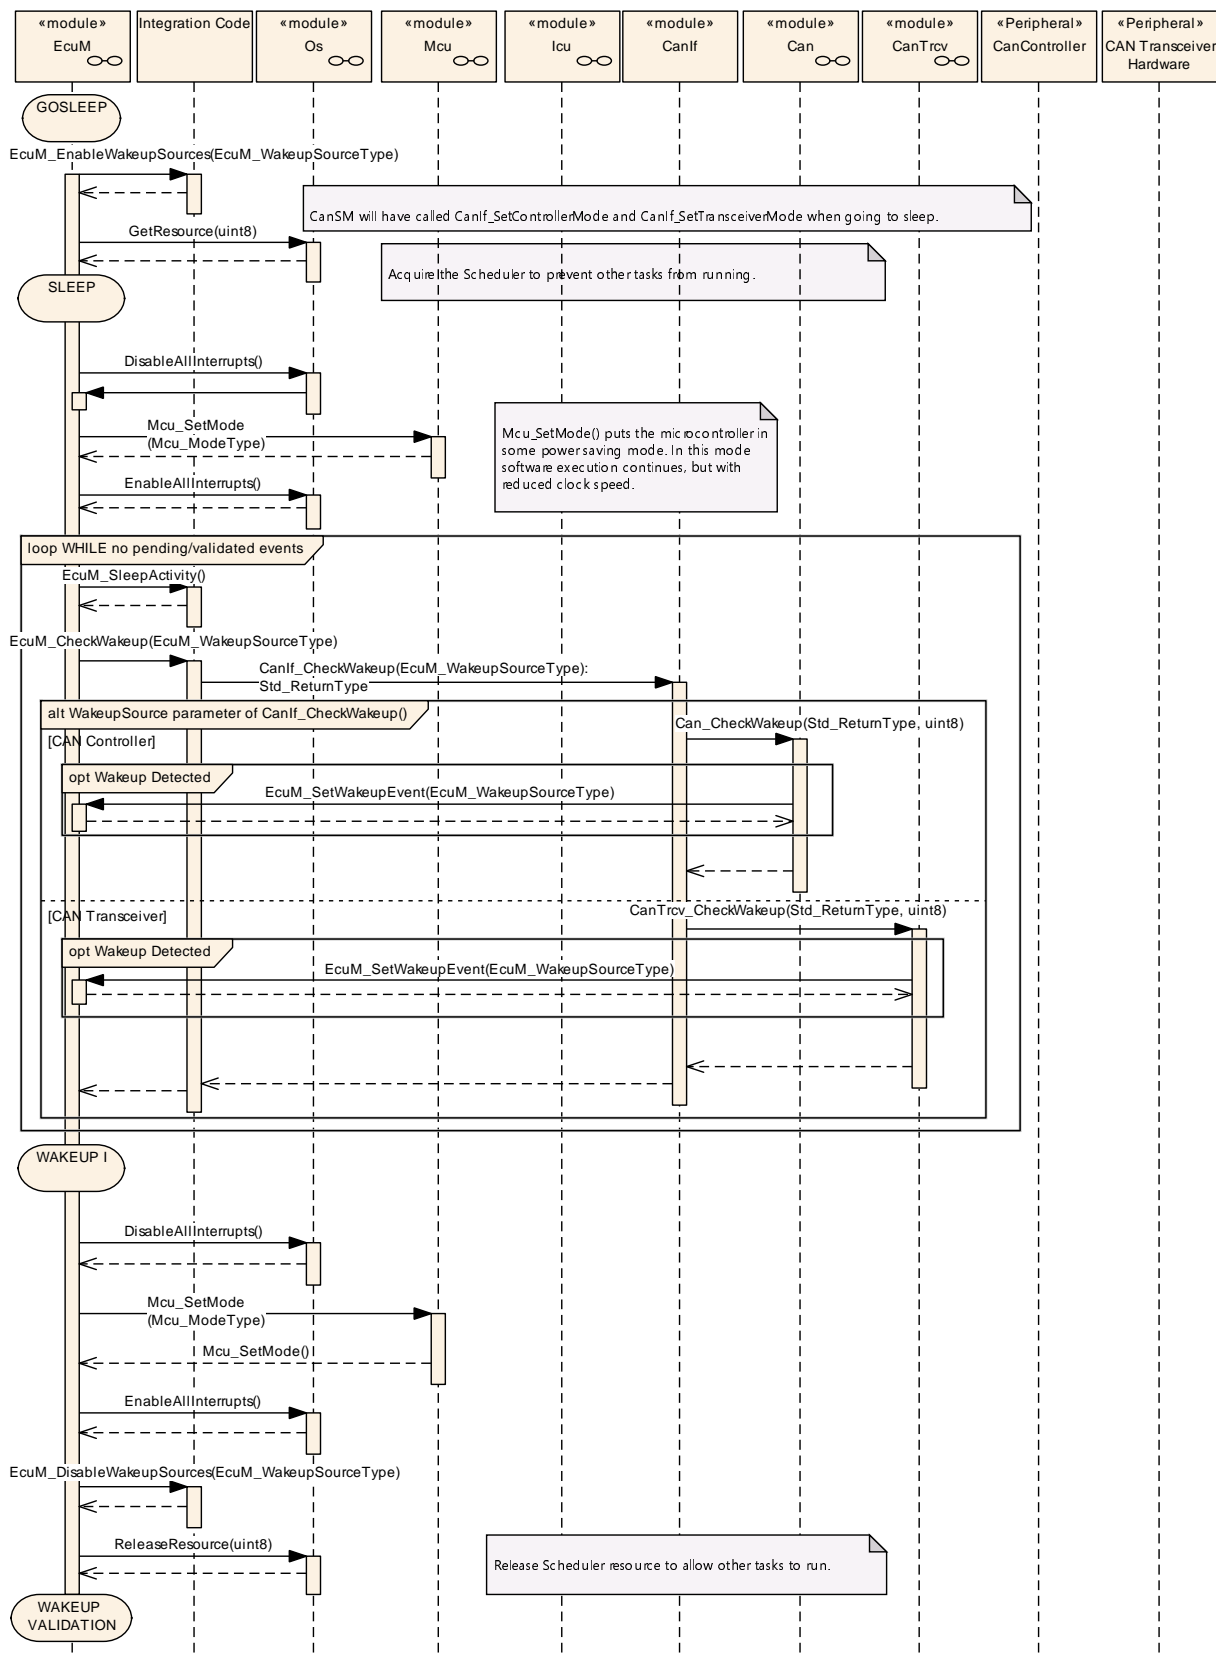 «module»
EcuM
Integration Code
«module»
Os
«module»
Mcu
«module»
Icu
«module»
CanIf
«module»
Can
«module»
CanTrcv
«Peripheral»
CanController
«Peripheral»
CAN Transceiver
Hardware
GOSLEEP
EcuM_EnableWakeupSources(EcuM_WakeupSourceType)
CanSM will have called CanIf_SetControllerMode and CanIf_SetTransceiverMode when going to sleep.
GetResource(uint8)
Acquire the Scheduler to prevent other tasks from running.
SLEEP
DisableAllInterrupts()
Mcu_SetMode
(Mcu_ModeType)
Mcu_SetMode() puts the microcontroller in
some power saving mode. In this mode
software execution continues, but with
reduced clock speed.
EnableAllInterrupts()
loop WHILE no pending/validated events
EcuM_SleepActivity()
EcuM_CheckWakeup(EcuM_WakeupSourceType)
CanIf_CheckWakeup(EcuM_WakeupSourceType):
Std_ReturnType
alt WakeupSource parameter of CanIf_CheckWakeup()
Can_CheckWakeup(Std_ReturnType, uint8)
[CAN Controller]
opt Wakeup Detected
EcuM_SetWakeupEvent(EcuM_WakeupSourceType)
[CAN Transceiver]
CanTrcv_CheckWakeup(Std_ReturnType, uint8)
opt Wakeup Detected
EcuM_SetWakeupEvent(EcuM_WakeupSourceType)
WAKEUP I
DisableAllInterrupts()
Mcu_SetMode
(Mcu_ModeType)
Mcu_SetMode()
EnableAllInterrupts()
EcuM_DisableWakeupSources(EcuM_WakeupSourceType)
ReleaseResource(uint8)
Release Scheduler resource to allow other tasks to run.
WAKEUP
VALIDATION